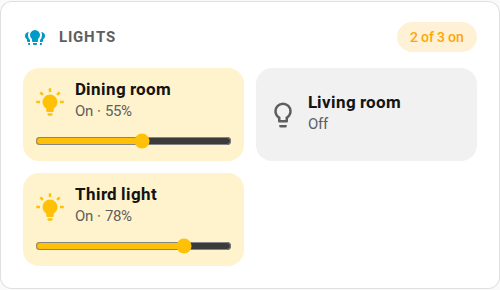 LIGHTS
2 of 3 on
Dining room
On · 55%
Living room
Off
Third light
On · 78%